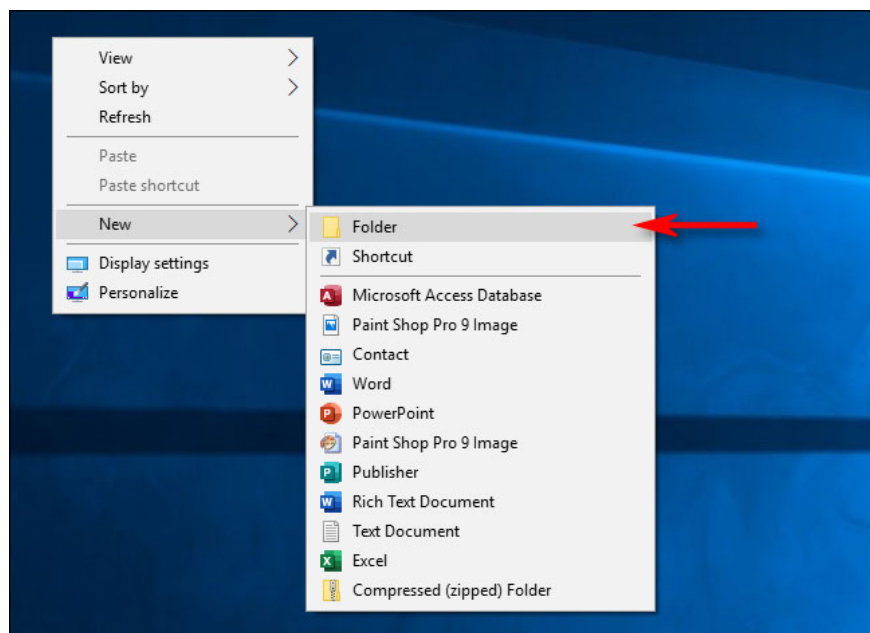 View
Sort by
Refresh
Paste
Paste shortcut
New
Display settings
Personalize
Folder
Shortcut
Microsoft Access Database
Paint Shop Pro 9 Image
Contact
Word
PowerPoint
Paint Shop Pro 9 Image
Publisher
Rich Text Document
Text Document
Excel
Compressed (zipped) Folder